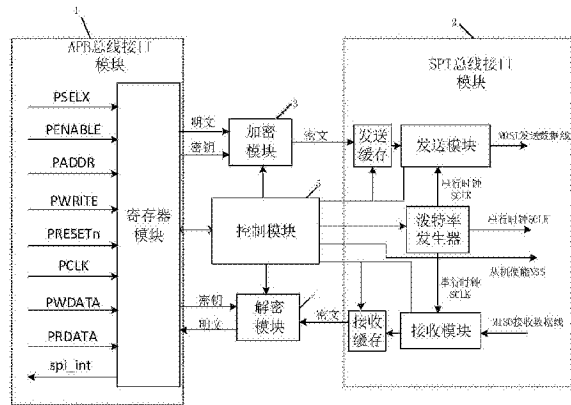 1
2
APB总线接口
模块
SPI总线接口
模块
PSELX
PENABLE
PADDR
PWRITE
PRESETn
PCLK
PWDATA
PRDATA
spi_int
寄存器
模块
明文
密钥
3
加密
模块
密文
发送
缓存
发送模块
MOSI发送数据线
串行时钟
SCLK
5
控制模块
波特率
发生器
串行时钟SCLK
从机使能NSS
串行时钟
SCLK
密钥
明文
解密
模块
密文
接收
缓存
接收模块
MISO接收数据线